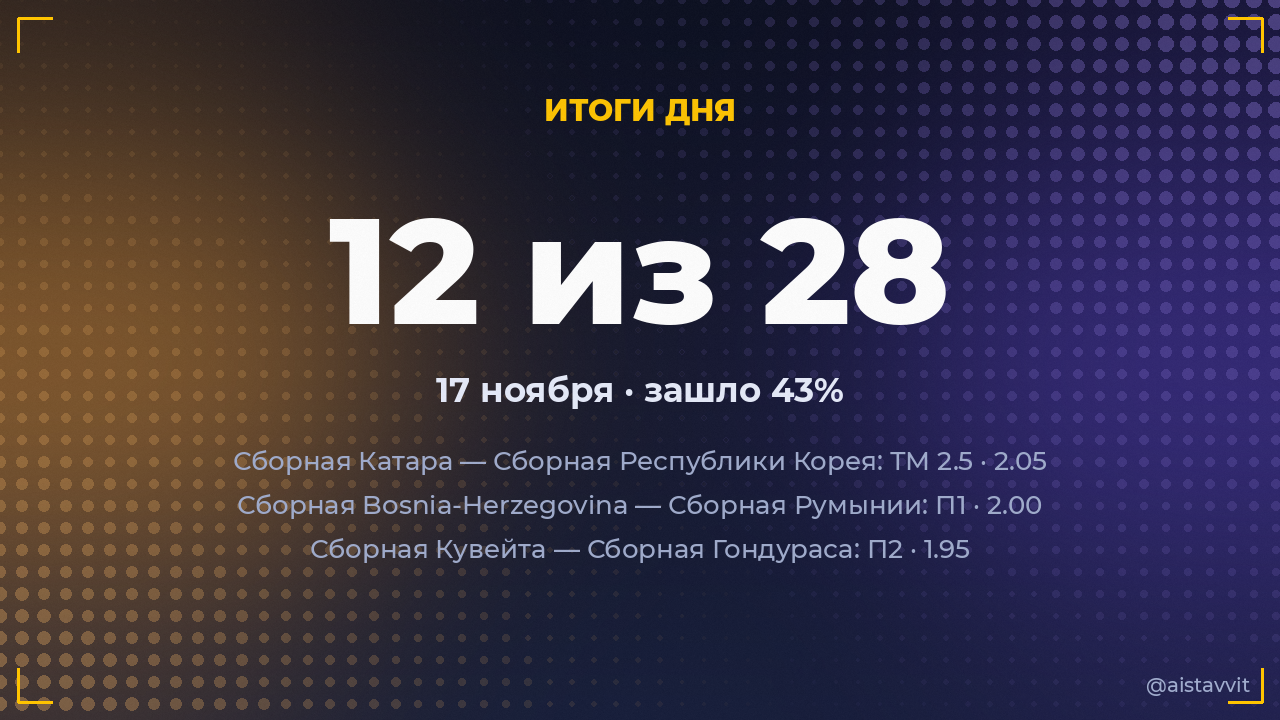 ИТОГИ ДНЯ
12 из 28
17 ноября · зашло 43%
Сборная Катара — Сборная Республики Корея: ТМ 2.5 · 2.05
Сборная Bosnia-Herzegovina — Сборная Румынии: П1 · 2.00
Сборная Кувейта — Сборная Гондураса: П2 · 1.95
@aistavvit